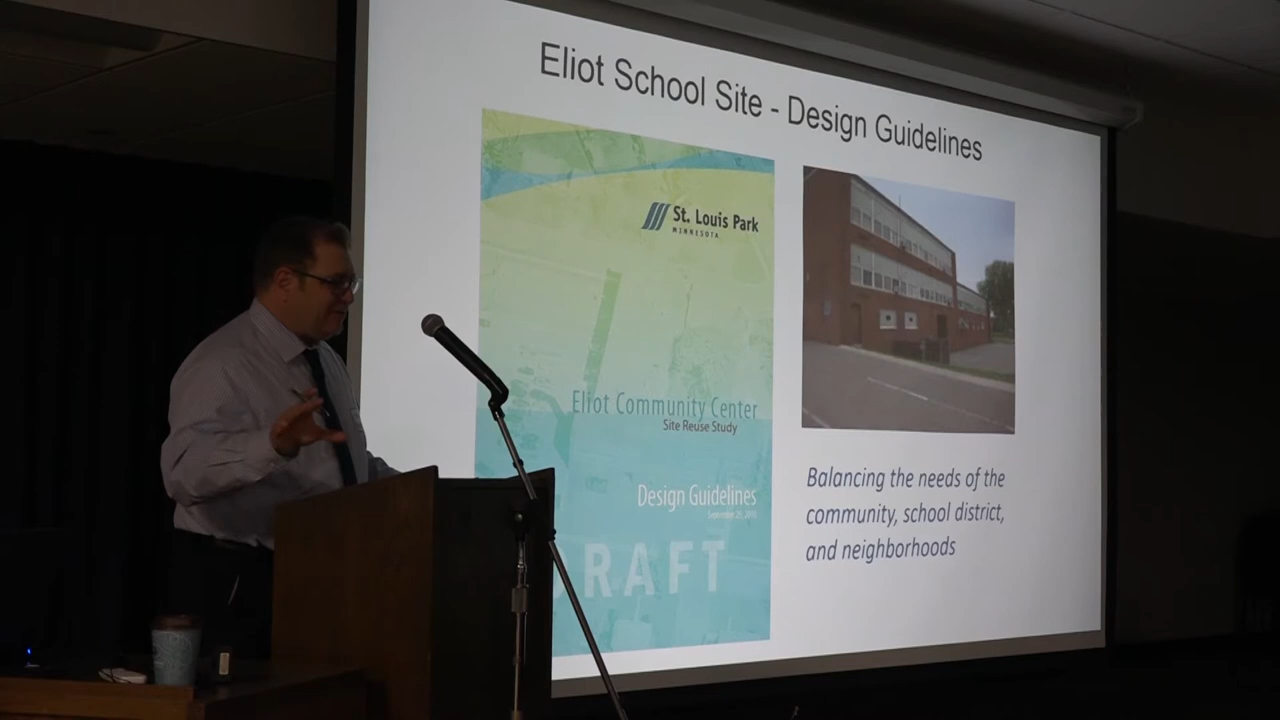 Eliot School Site - Design Guidelines
St. Louis Park
MINNESOTA
Eliot Community Center
Site Reuse Study
Design Guidelines
RAFT
Balancing the needs of the
community, school district,
and neighborhoods